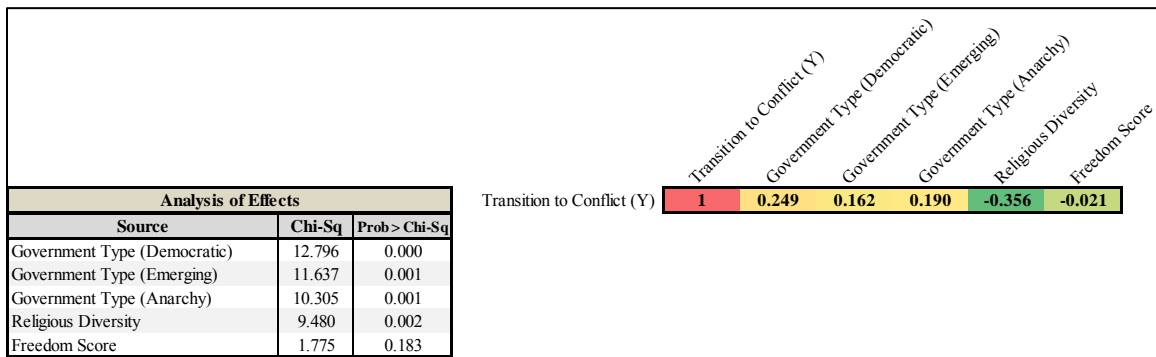 Transition to Conflict (Y)
Government Type (Democratic)
Government Type (Emerging)
Government Type (Anarchy)
Religious Diversity
Freedom Score
Transition to Conflict (Y) 1 0.249 0.162 0.190 -0.356 -0.021
Analysis of Effects
Source Chi-Sq Prob > Chi-Sq
Government Type (Democratic) 12.796 0.000
Government Type (Emerging) 11.637 0.001
Government Type (Anarchy) 10.305 0.001
Religious Diversity 9.480 0.002
Freedom Score 1.775 0.183